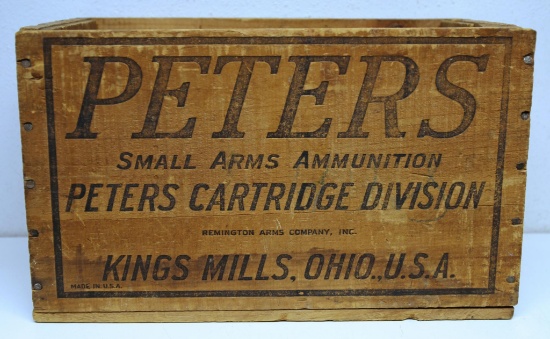 PETERS
SMALL ARMS AMMUNITION
PETERS CARTRIDGE DIVISION
REMINGTON ARMS COMPANY, INC.
KINGS MILLS, OHIO.,U.S.A.
MADE IN U.S.A.